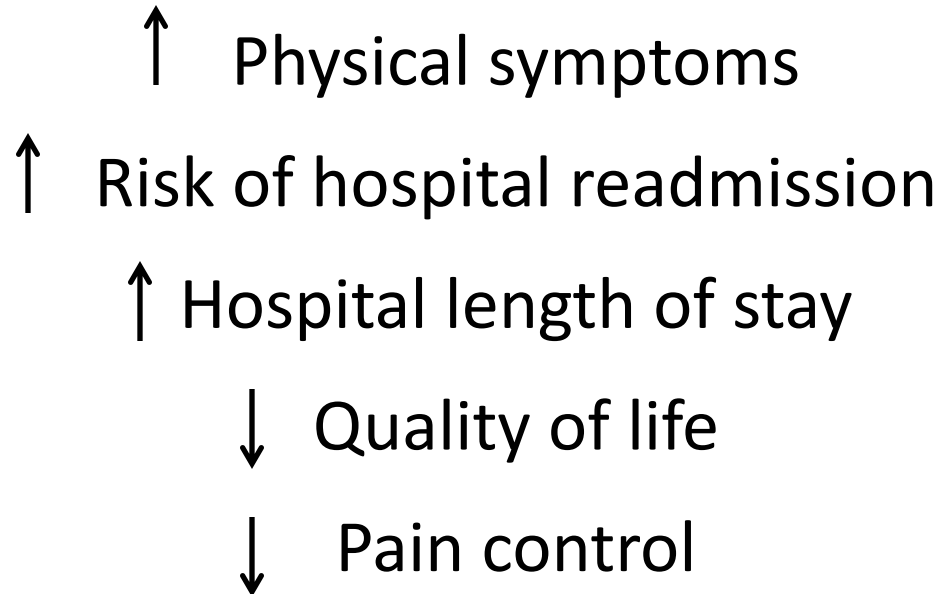 ↑ Physical symptoms
↑ Risk of hospital readmission
↑ Hospital length of stay
↓ Quality of life
↓ Pain control